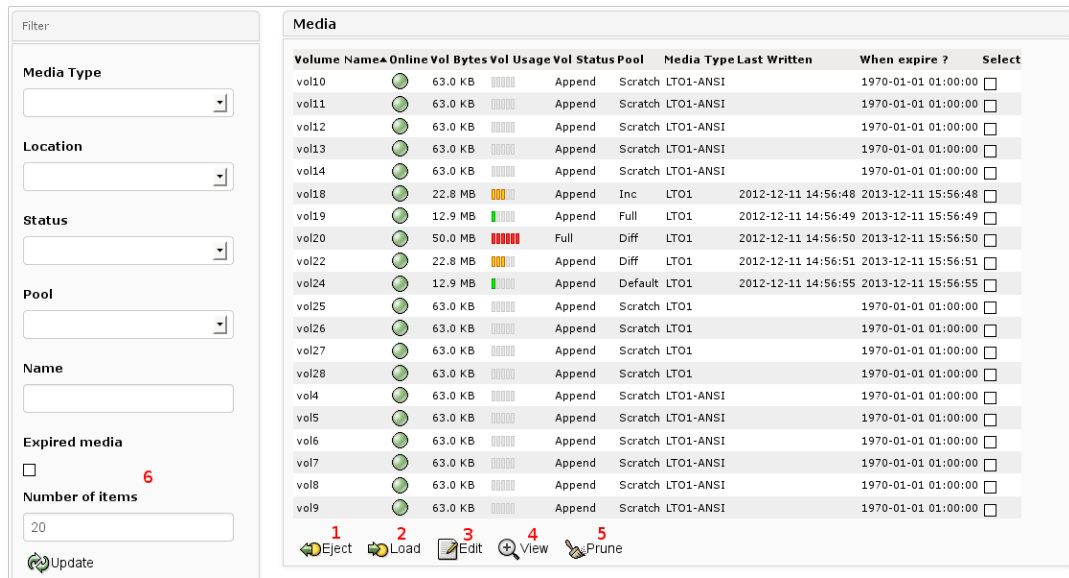 Filter
Media Type
Location
Status
Pool
Name
Expired media
6
Number of items
20
Update
Media
Volume Name Online Vol Bytes Vol Usage Vol Status Pool Media Type Last Written When expire ? Select
vol10 63.0 KB Append Scratch LTO1-ANSI 1970-01-01 01:00:00
vol11 63.0 KB Append Scratch LTO1-ANSI 1970-01-01 01:00:00
vol12 63.0 KB Append Scratch LTO1-ANSI 1970-01-01 01:00:00
vol13 63.0 KB Append Scratch LTO1-ANSI 1970-01-01 01:00:00
vol14 63.0 KB Append Scratch LTO1-ANSI 1970-01-01 01:00:00
vol18 22.8 MB Append Inc LTO1 2012-12-11 14:56:48 2013-12-11 15:56:48
vol19 12.9 MB Append Full LTO1 2012-12-11 14:56:49 2013-12-11 15:56:49
vol20 50.0 MB Full Diff LTO1 2012-12-11 14:56:50 2013-12-11 15:56:50
vol22 22.8 MB Append Diff LTO1 2012-12-11 14:56:51 2013-12-11 15:56:51
vol24 12.9 MB Append Default LTO1 2012-12-11 14:56:55 2013-12-11 15:56:55
vol25 63.0 KB Append Scratch LTO1 1970-01-01 01:00:00
vol26 63.0 KB Append Scratch LTO1 1970-01-01 01:00:00
vol27 63.0 KB Append Scratch LTO1 1970-01-01 01:00:00
vol28 63.0 KB Append Scratch LTO1 1970-01-01 01:00:00
vol4 63.0 KB Append Scratch LTO1-ANSI 1970-01-01 01:00:00
vol5 63.0 KB Append Scratch LTO1-ANSI 1970-01-01 01:00:00
vol6 63.0 KB Append Scratch LTO1-ANSI 1970-01-01 01:00:00
vol7 63.0 KB Append Scratch LTO1-ANSI 1970-01-01 01:00:00
vol8 63.0 KB Append Scratch LTO1-ANSI 1970-01-01 01:00:00
vol9 63.0 KB Append Scratch LTO1-ANSI 1970-01-01 01:00:00
1 2 3 4 5
Eject Load Edit View Prune